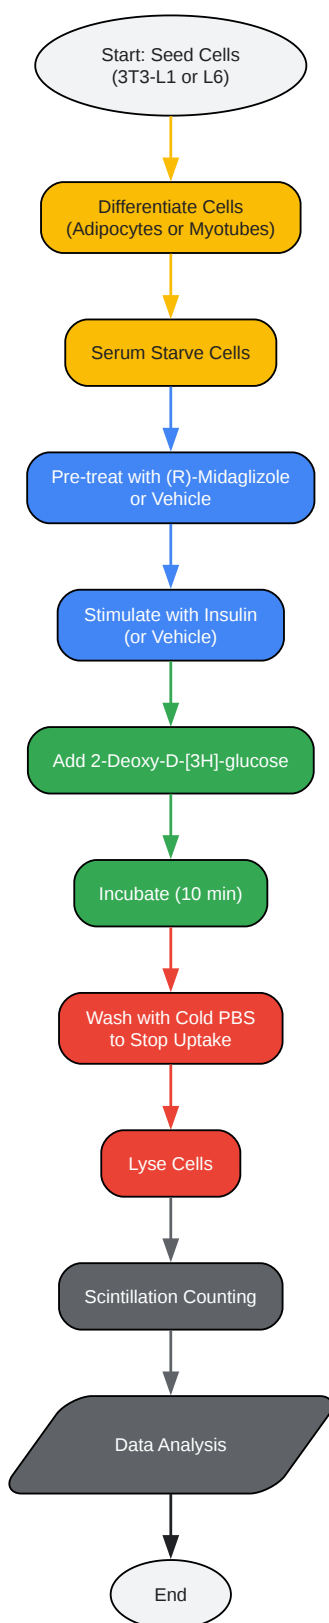 Start: Seed Cells
(3T3-L1 or L6)
Differentiate Cells
(Adipocytes or Myotubes)
Serum Starve Cells
Pre-treat with (R)-Midaglizole
or Vehicle
Stimulate with Insulin
(or Vehicle)
Add 2-Deoxy-D-[3H]-glucose
Incubate (10 min)
Wash with Cold PBS
to Stop Uptake
Lyse Cells
Scintillation Counting
Data Analysis
End